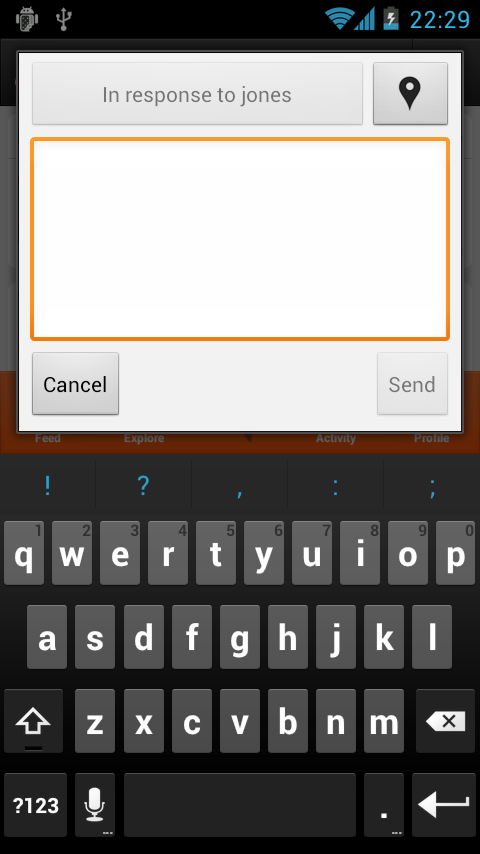 22:29
In response to jones
Cancel Send
Feed Explore Activity Profile
! ? , : ;
1 2 3 4 5 6 7 8 9 0
q w e r t y u i o p
a s d f g h j k l
z x c v b n m
?123 . ...